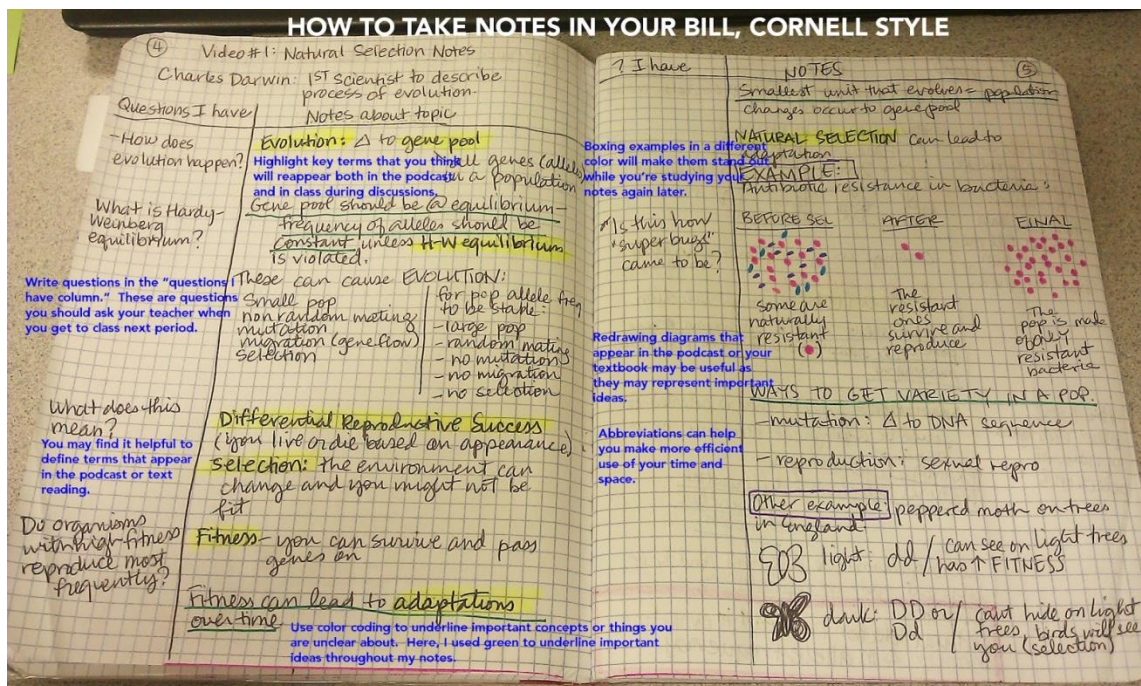 HOW TO TAKE NOTES IN YOUR BILL, CORNELL STYLE
4
Video #1: Natural Selection Notes
Charles Darwin: 1ST Scientist to describe
process of evolution.
Questions I have
Notes about topic
-How does
evolution happen?
Evolution: Δ to gene pool
all genes (alleles)
in a population
Highlight key terms that you think
will reappear both in the podcast
and in class during discussions.
What is Hardy-
Weinberg
equilibrium?
Gene pool should be @ equilibrium-
frequency of alleles should be
constant unless H-W equilibrium
is violated.
Write questions in the "questions I
have column." These are questions
you should ask your teacher when
you get to class next period.
These can cause EVOLUTION:
Small pop
non random mating
mutation
migration (gene flow)
selection
for pop allele freq
to be stable:
-large pop
-random mating
-no mutations
-no migration
-no selection
What does this
mean?
You may find it helpful to
define terms that appear
in the podcast or text
reading.
Differential Reproductive Success
(you live or die based on appearance)
selection: the environment can
change and you might not be
fit
Do organisms
with high fitness
reproduce most
frequently?
Fitness- you can survive and pass
genes on
Fitness can lead to adaptations
over time
Use color coding to underline important concepts or things you
are unclear about. Here, I used green to underline important
ideas throughout my notes.
? I have
NOTES
5
Smallest unit that evolves= population
changes occur to gene pool
NATURAL SELECTION can lead to
adaptation
Boxing examples in a different
color will make them stand out
while you're studying your
notes again later.
EXAMPLE:
Antibiotic resistance in bacteria:
*Is this how
"superbugs"
came to be?
BEFORE SEL
some are
naturally
resistant
AFTER
The
resistant
ones
survive and
reproduce
FINAL
The
pop is made
of only
resistant
bacteria
Redrawing diagrams that
appear in the podcast or your
textbook may be useful as
they may represent important
ideas.
WAYS TO GET VARIETY IN A POP.
-mutation: Δ to DNA sequence
-reproduction: sexual repro
Abbreviations can help
you make more efficient
use of your time and
space.
Other example: peppered moth on trees
in England:
light: dd / can see on light trees
has ↑ FITNESS
dark: DD or / cant hide on light
Dd trees, birds will see
you (selection)